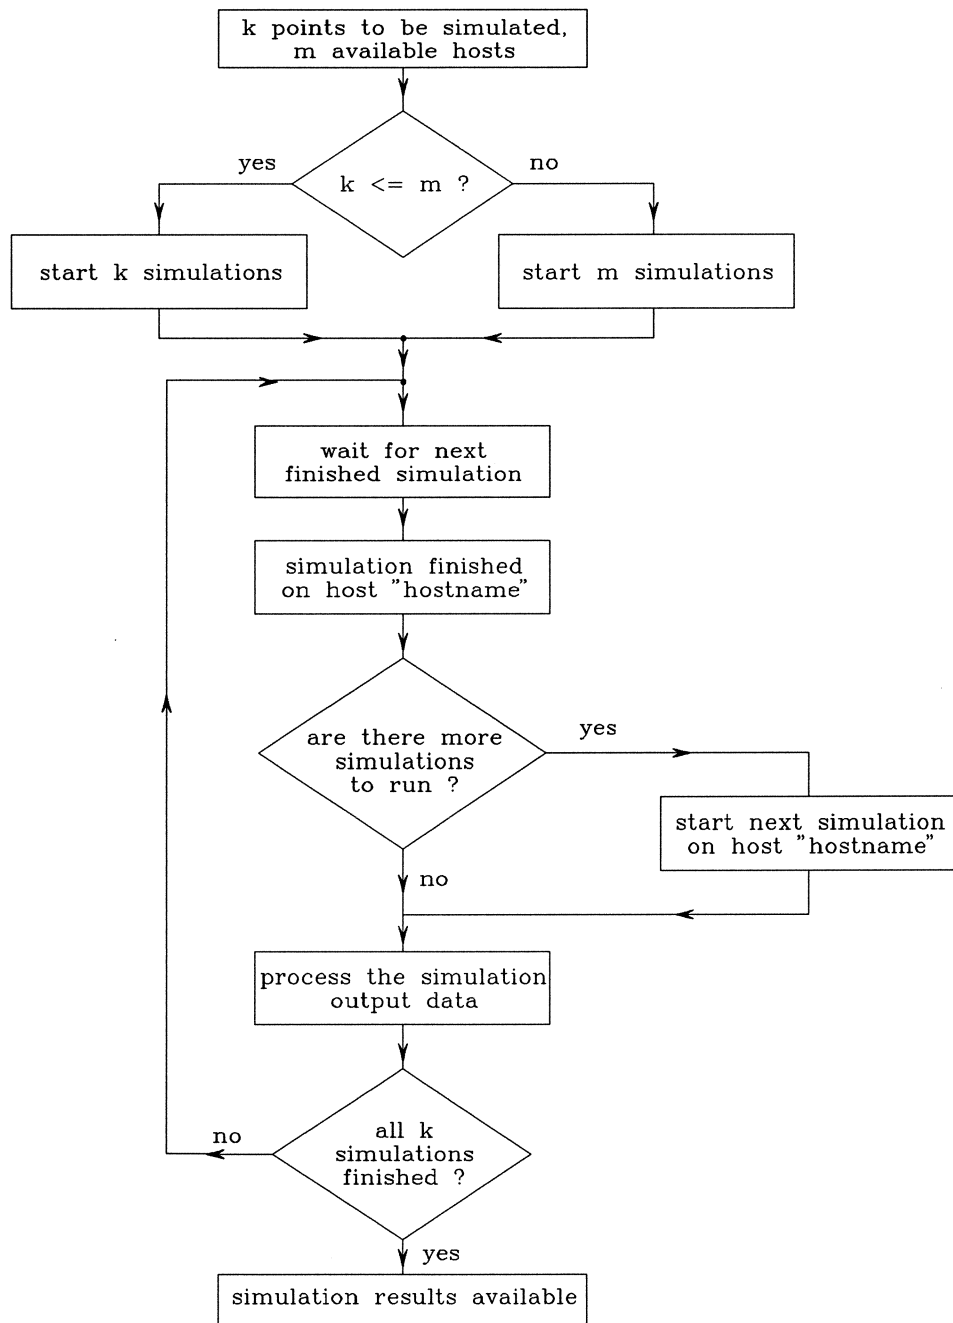 k points to be simulated,
m available hosts
yes
no
k <= m ?
start k simulations
start m simulations
wait for next
finished simulation
simulation finished
on host "hostname"
are there more
simulations
to run ?
yes
start next simulation
on host "hostname"
no
process the simulation
output data
all k
simulations
finished ?
no
yes
simulation results available